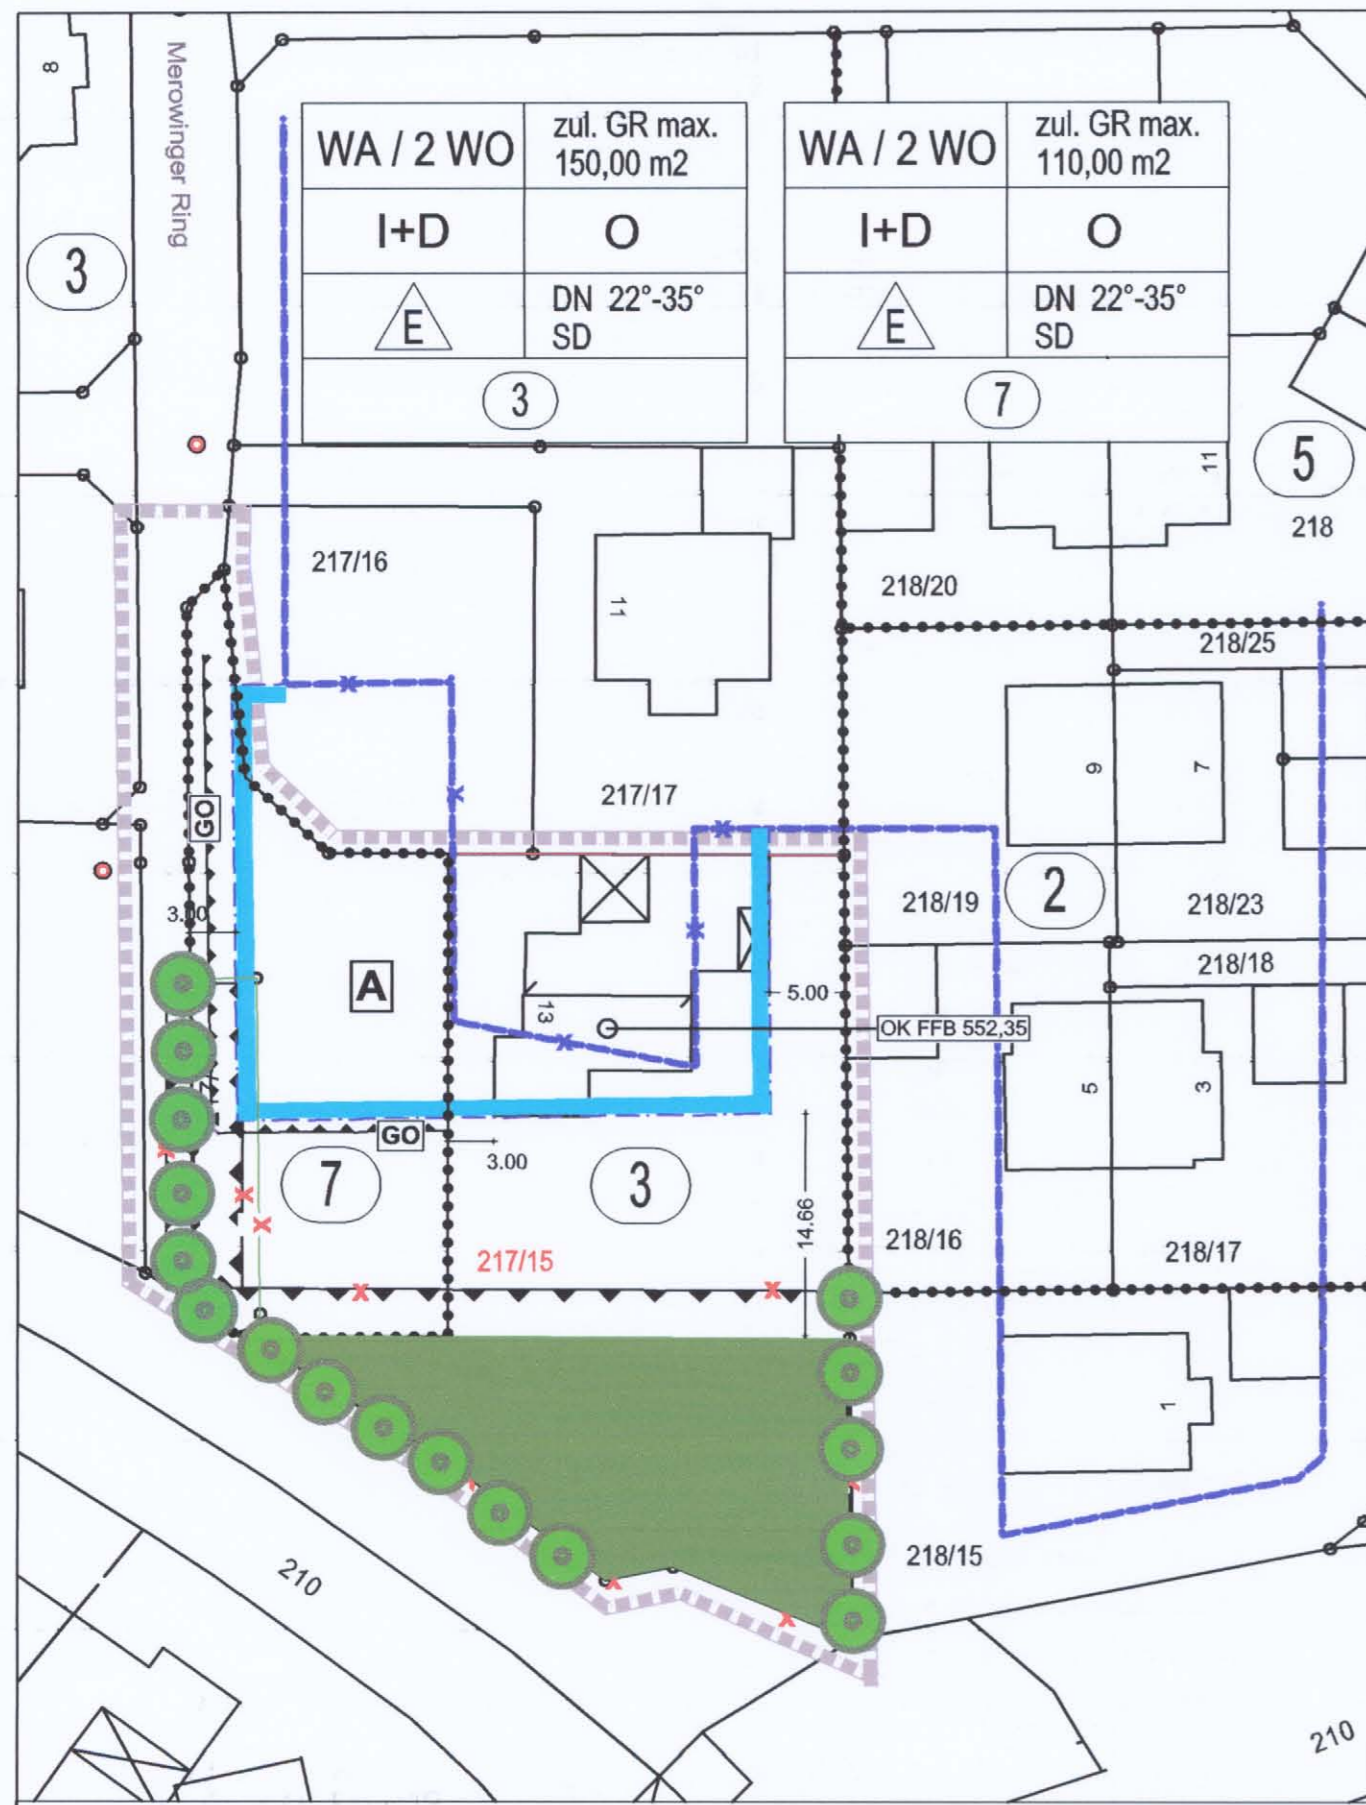 8
Merowinger Ring
3
WA / 2 WO
zul. GR max.
150,00 m2
I+D
O
E
DN 22°-35°
SD
3
WA / 2 WO
zul. GR max.
110,00 m2
I+D
O
E
DN 22°-35°
SD
7
11
5
218
217/16
11
218/20
218/25
9
7
217/17
GO
3.00
A
13
5.00
OK FFB 552,35
218/19
2
218/23
218/18
5
3
GO
3.00
7
3
14.66
217/15
218/16
218/17
1
218/15
210
210